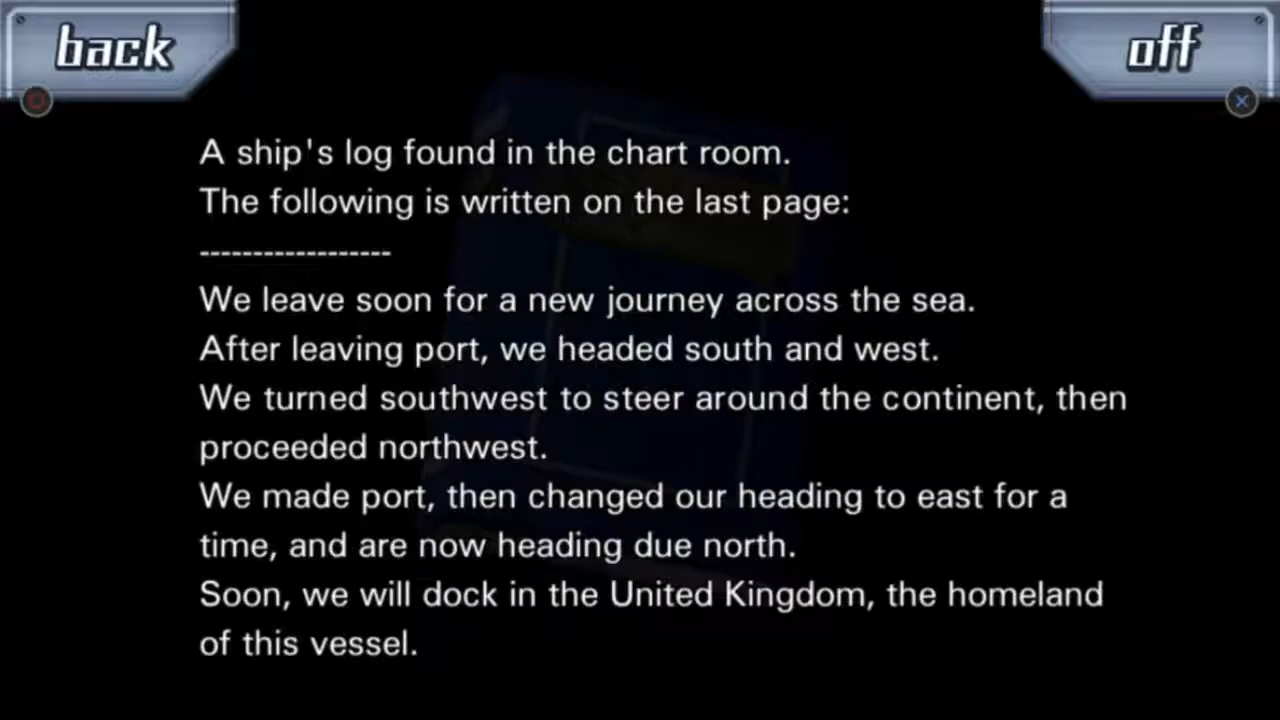 back
off
A ship's log found in the chart room.
The following is written on the last page:
------------------
We leave soon for a new journey across the sea.
After leaving port, we headed south and west.
We turned southwest to steer around the continent, then
proceeded northwest.
We made port, then changed our heading to east for a
time, and are now heading due north.
Soon, we will dock in the United Kingdom, the homeland
of this vessel.